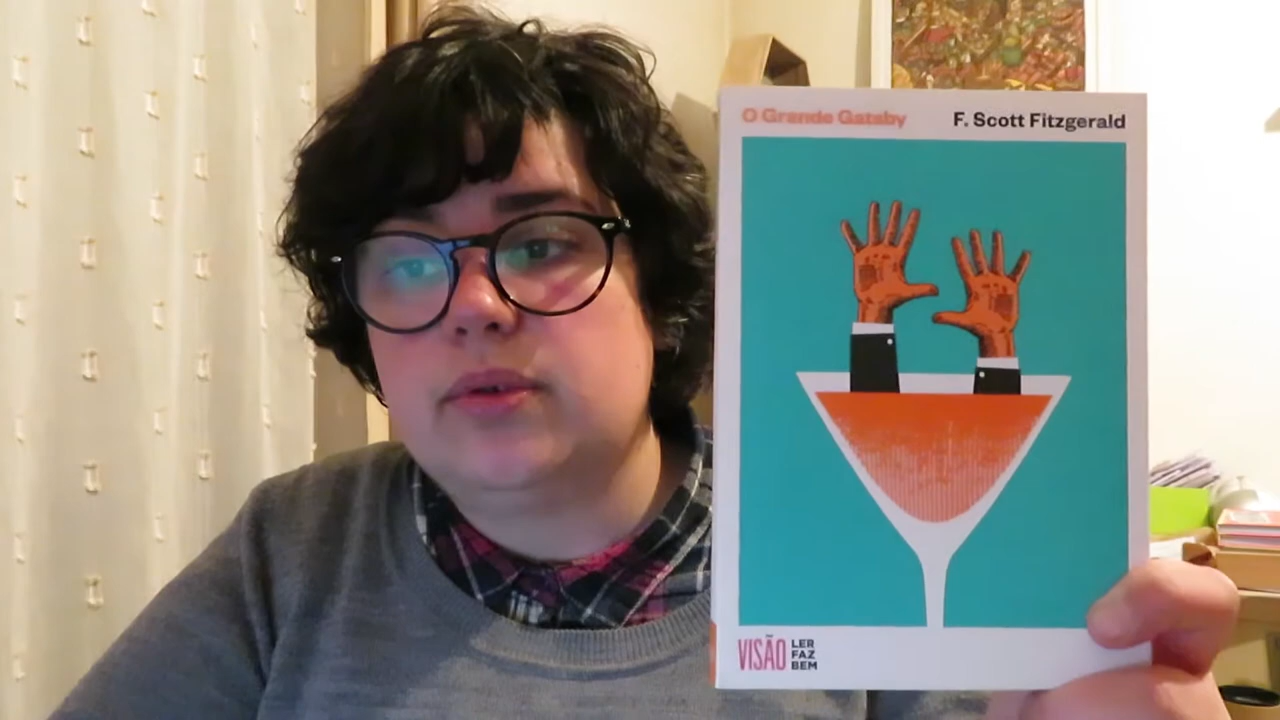 O Grande Gatsby
F. Scott Fitzgerald
VISÃO
LER
FAZ
BEM